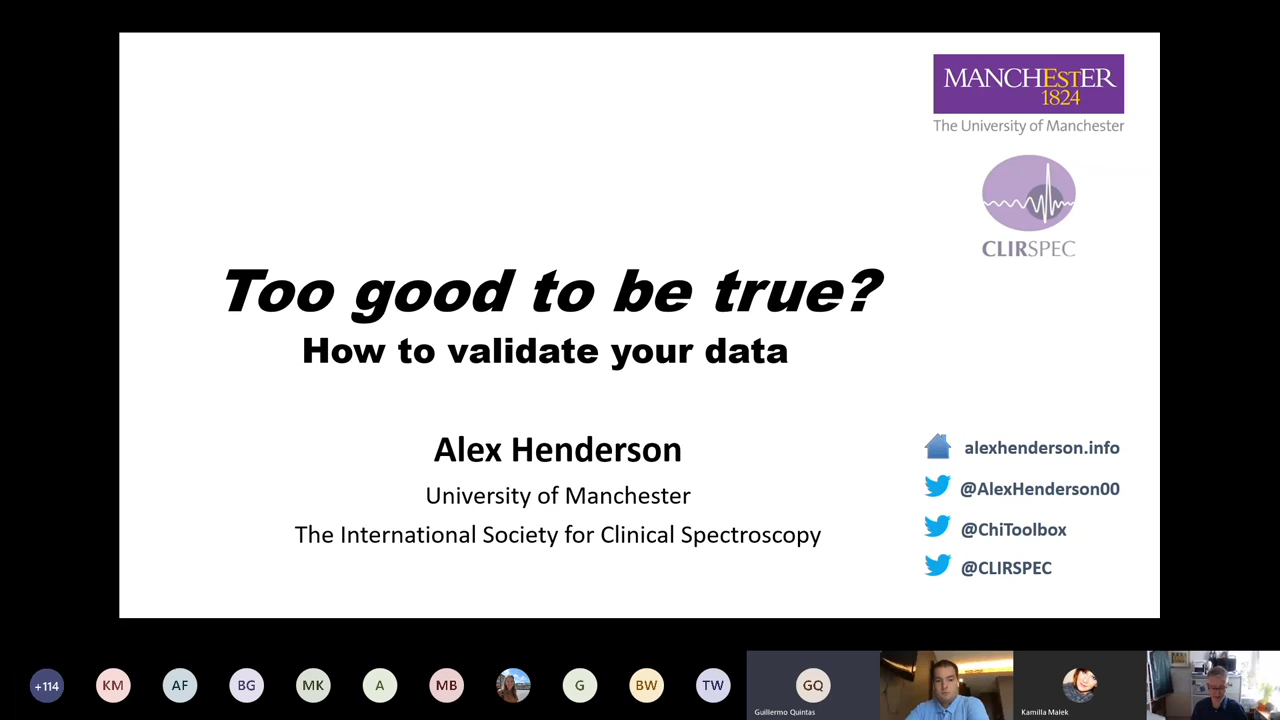 MANCHESTER
1824
The University of Manchester
CLIRSPEC
Too good to be true?
How to validate your data
Alex Henderson
University of Manchester
The International Society for Clinical Spectroscopy
alexhenderson.info
@AlexHenderson00
@ChiToolbox
@CLIRSPEC
+114
KM
AF
BG
MK
A
MB
G
BW
TW
GQ
Guillermo Quintas
Kamilla Małek